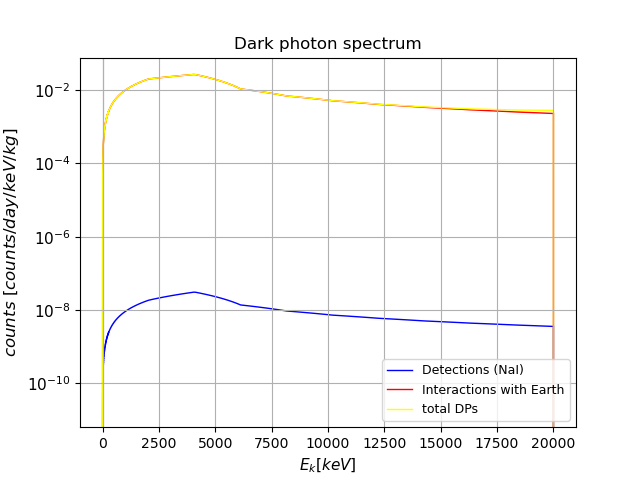 Dark photon spectrum
counts [counts/day/keV/kg]
10⁻²
10⁻⁴
10⁻⁶
10⁻⁸
10⁻¹⁰
Detections (NaI)
Interactions with Earth
total DPs
0 2500 5000 7500 10000 12500 15000 17500 20000
Eₖ[keV]